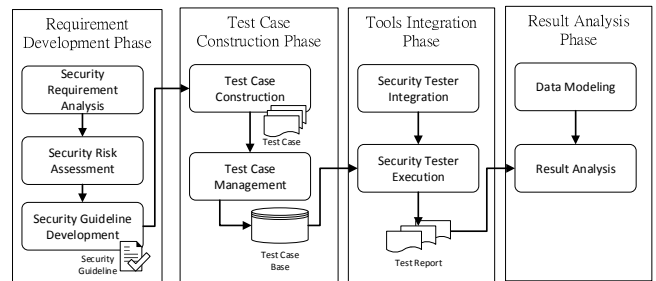 Requirement
Development Phase
Security
Requirement
Analysis
Security Risk
Assessment
Security Guideline
Development
Security
Guideline
Test Case
Construction Phase
Test Case
Construction
Test Case
Test Case
Management
Test Case
Base
Tools Integration
Phase
Security Tester
Integration
Security Tester
Execution
Test Report
Result Analysis
Phase
Data Modeling
Result Analysis